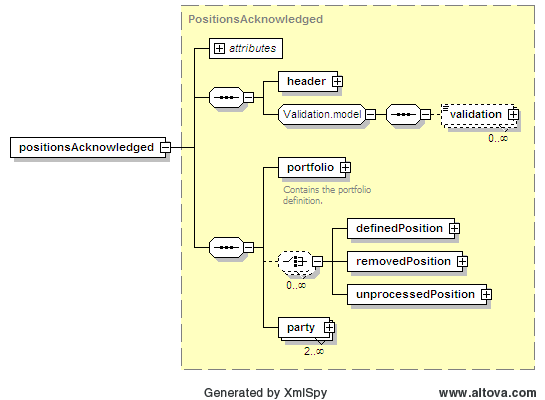 PositionsAcknowledged
attributes
header
Validation.model
validation
0..∞
positionsAcknowledged
portfolio
Contains the portfolio
definition.
definedPosition
removedPosition
0..∞
unprocessedPosition
party
2..∞
Generated by XmlSpy
www.altova.com